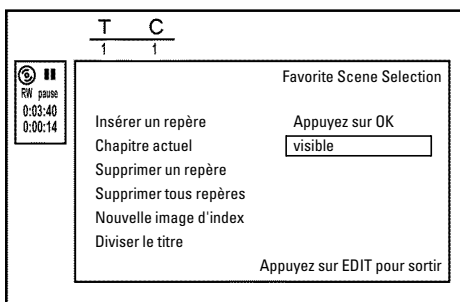 T C
1 1
RW pause
0:03:40
0:00:14
Favorite Scene Selection
Insérer un repère Appuyez sur OK
Chapitre actuel visible
Supprimer un repère
Supprimer tous repères
Nouvelle image d'index
Diviser le titre
Appuyez sur EDIT pour sortir